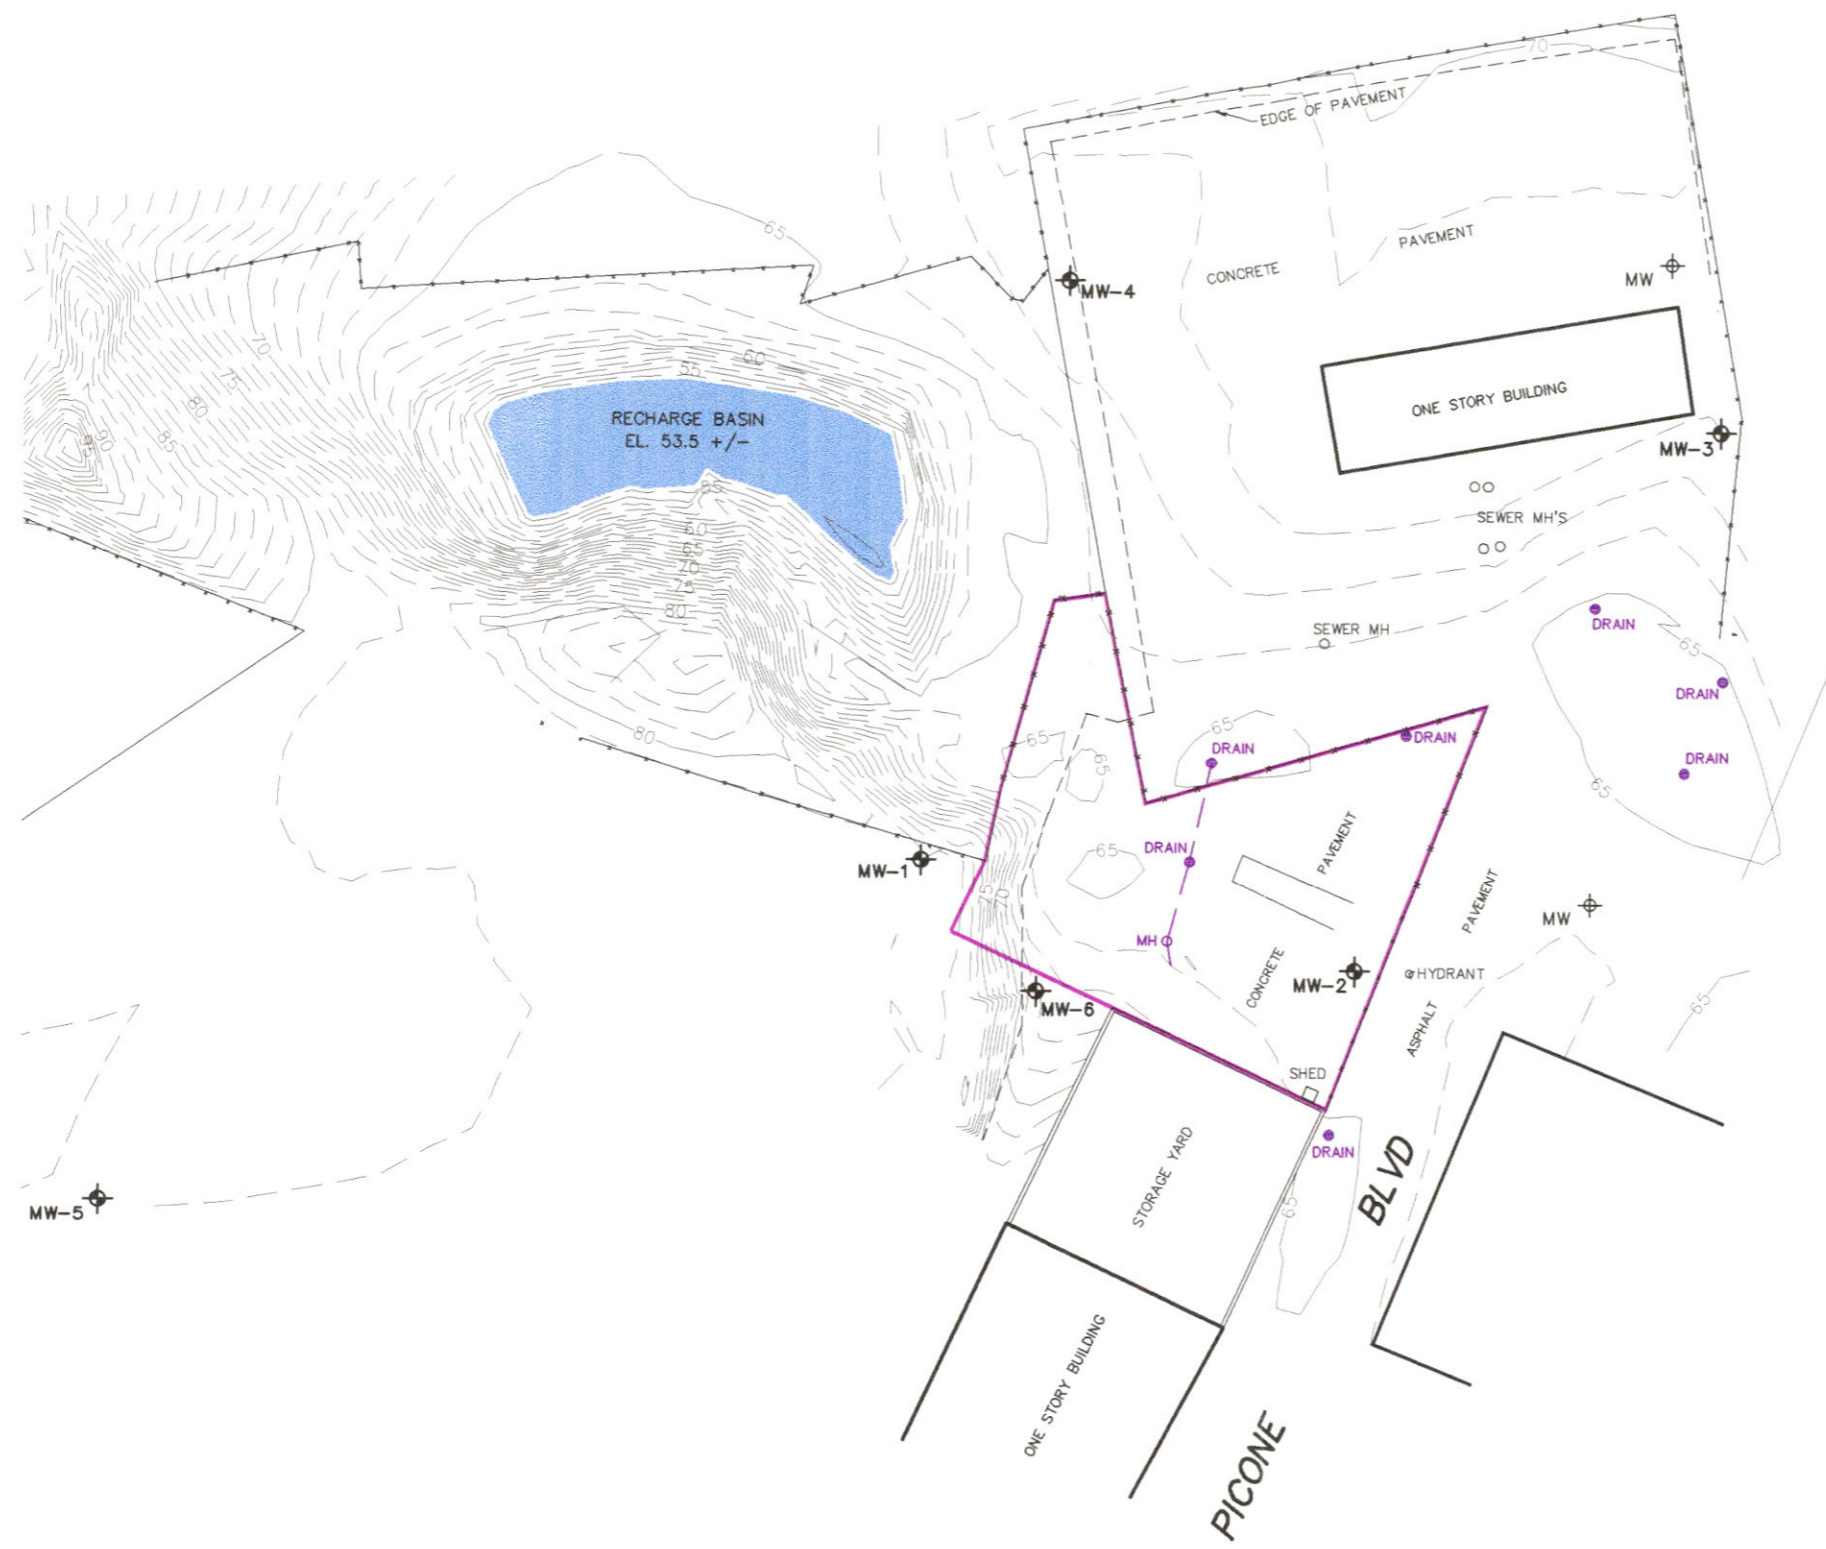 70
EDGE OF PAVEMENT
65
PAVEMENT
CONCRETE
MW
MW-4
70
75
80
85
90
95
60
55
RECHARGE BASIN
EL. 53.5 +/-
ONE STORY BUILDING
MW-3
55
60
65
70
75
80
SEWER MH'S
SEWER MH
DRAIN
65
DRAIN
80
65
65
65
DRAIN
DRAIN
DRAIN
65
PAVEMENT
DRAIN
65
MW-1
75
70
PAVEMENT
MW
MH
CONCRETE
MW-2
HYDRANT
MW-6
ASPHALT
65
SHED
DRAIN
STORAGE YARD
65
MW-5
ONE STORY BUILDING
PICONE BLVD